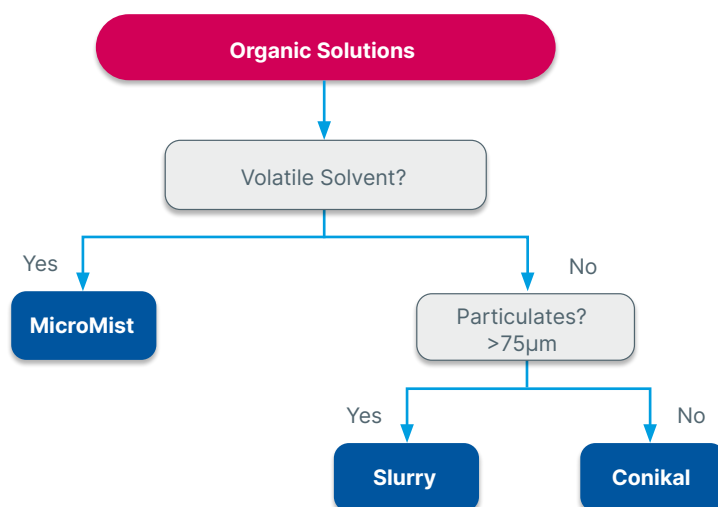 Organic Solutions
Volatile Solvent?
Yes
No
MicroMist
Particulates?
>75µm
Yes
No
Slurry
Conikal